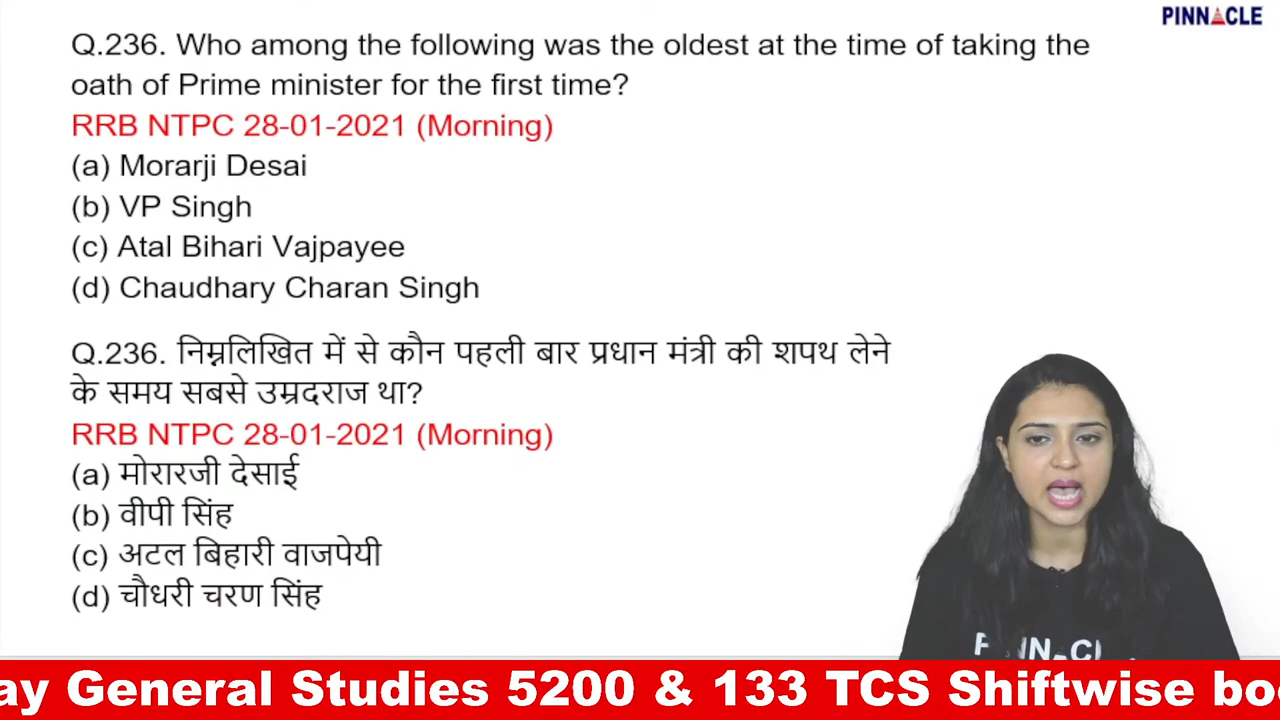 PINNACLE
Q.236. Who among the following was the oldest at the time of taking the
oath of Prime minister for the first time?
RRB NTPC 28-01-2021 (Morning)
(a) Morarji Desai
(b) VP Singh
(c) Atal Bihari Vajpayee
(d) Chaudhary Charan Singh
Q.236. निम्नलिखित में से कौन पहली बार प्रधान मंत्री की शपथ लेने
के समय सबसे उम्रदराज था?
RRB NTPC 28-01-2021 (Morning)
(a) मोरारजी देसाई
(b) वीपी सिंह
(c) अटल बिहारी वाजपेयी
(d) चौधरी चरण सिंह
General Studies 5200 & 133 TCS Shiftwise